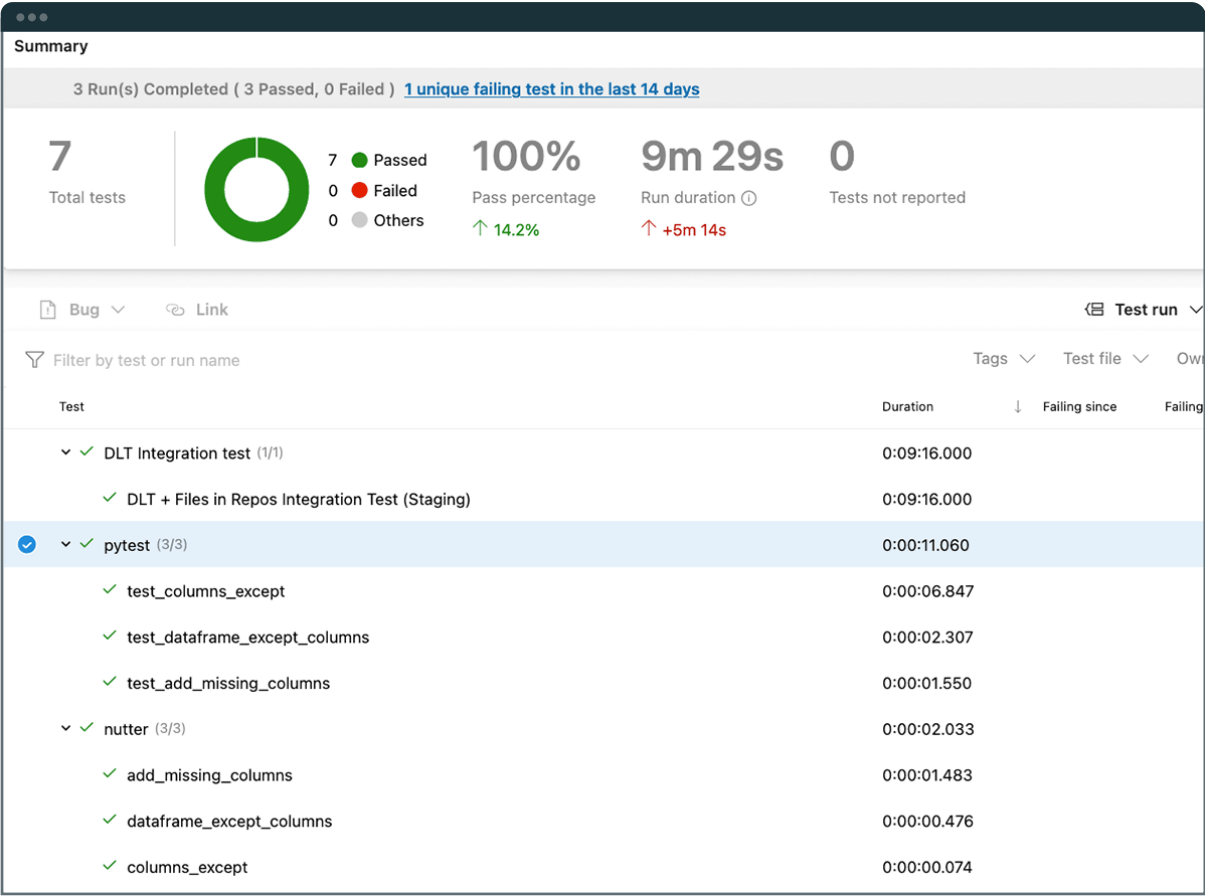 Summary
3 Run(s) Completed ( 3 Passed, 0 Failed ) 1 unique failing test in the last 14 days
7 Total tests
7 Passed
0 Failed
0 Others
100% Pass percentage 14.2%
9m 29s Run duration +5m 14s
0 Tests not reported
Bug Link Test run
Filter by test or run name Tags Test file Own
Test Duration Failing since Failing
DLT Integration test (1/1) 0:09:16.000
DLT + Files in Repos Integration Test (Staging) 0:09:16.000
pytest (3/3) 0:00:11.060
test_columns_except 0:00:06.847
test_dataframe_except_columns 0:00:02.307
test_add_missing_columns 0:00:01.550
nutter (3/3) 0:00:02.033
add_missing_columns 0:00:01.483
dataframe_except_columns 0:00:00.476
columns_except 0:00:00.074